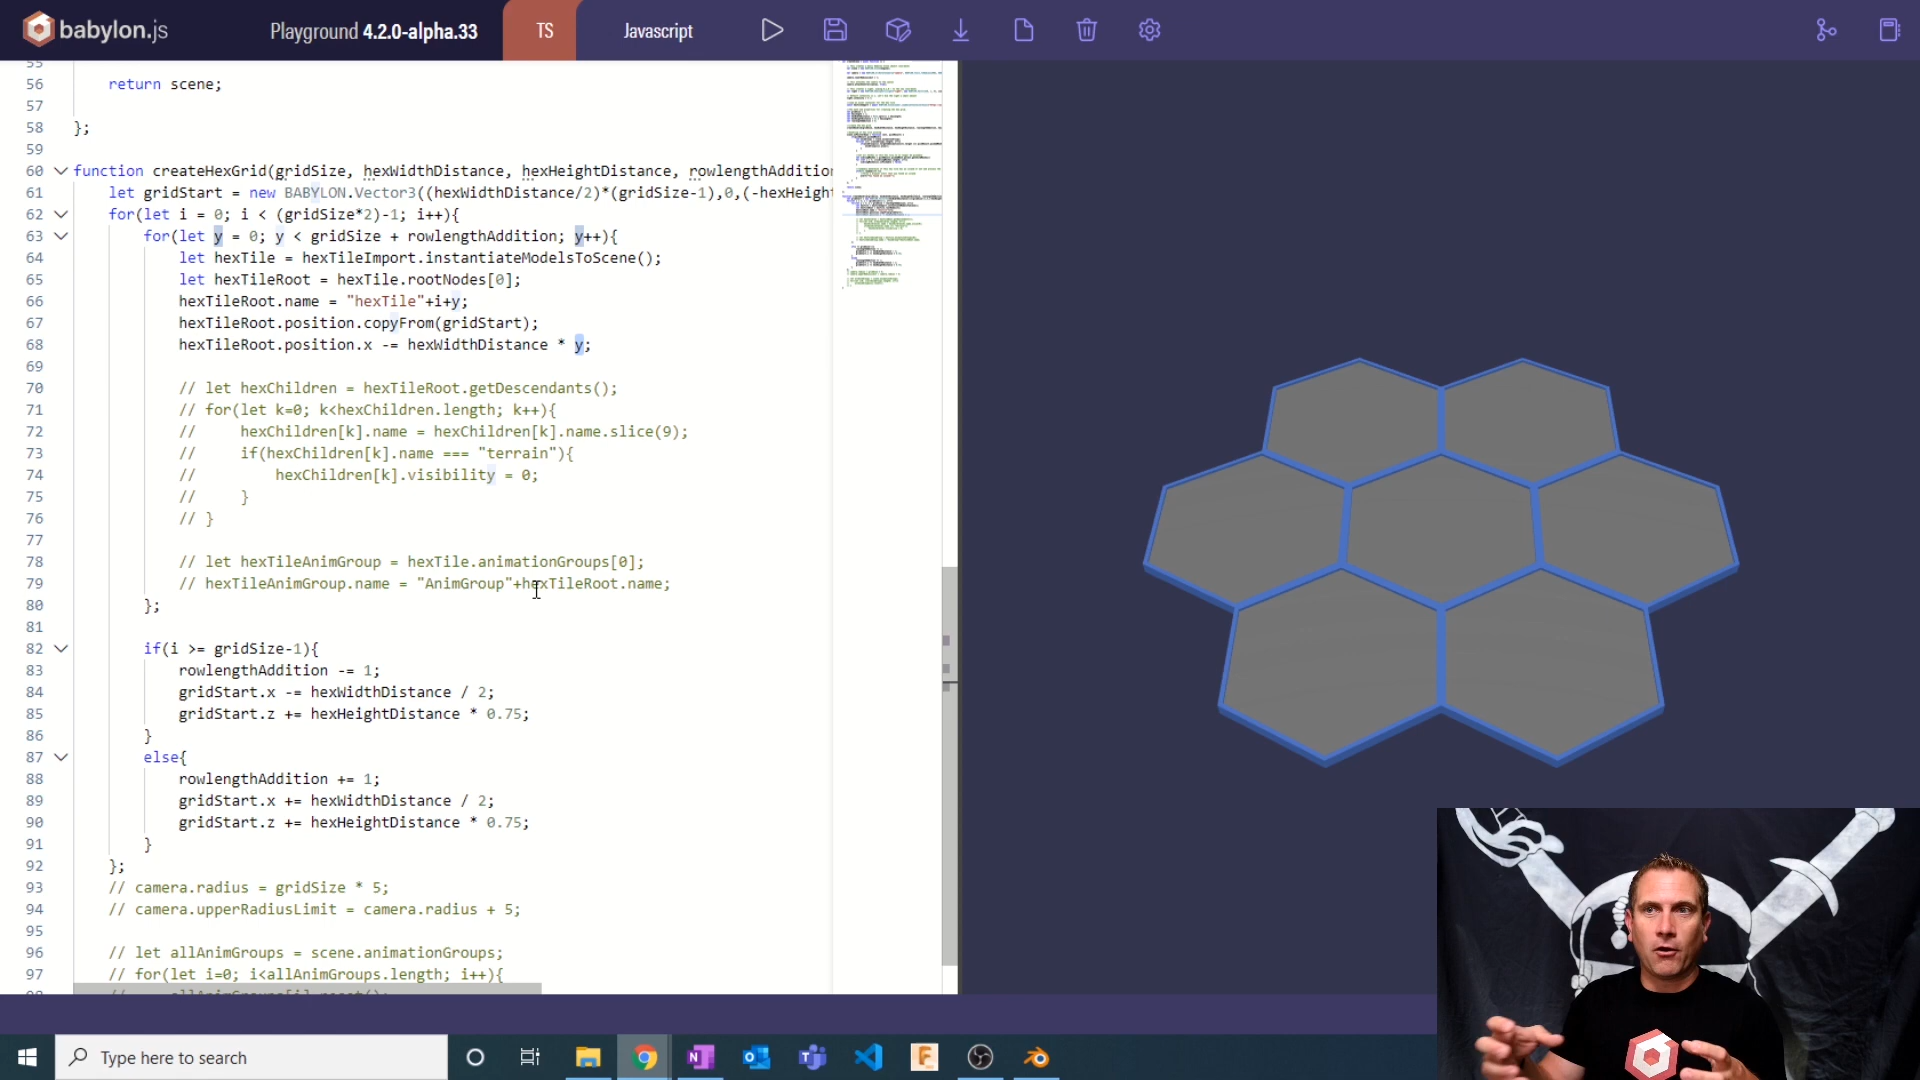 babylon.js
Playground 4.2.0-alpha.33
TS
Javascript
55
56 return scene;
57
58 };
59
60 function createHexGrid(gridSize, hexWidthDistance, hexHeightDistance, rowlengthAddition
61 let gridStart = new BABYLON.Vector3((hexWidthDistance/2)*(gridSize-1),0,(-hexHeight
62 for(let i = 0; i < (gridSize*2)-1; i++){
63 for(let y = 0; y < gridSize + rowlengthAddition; y++){
64 let hexTile = hexTileImport.instantiateModelsToScene();
65 let hexTileRoot = hexTile.rootNodes[0];
66 hexTileRoot.name = "hexTile"+i+y;
67 hexTileRoot.position.copyFrom(gridStart);
68 hexTileRoot.position.x -= hexWidthDistance * y;
69
70 // let hexChildren = hexTileRoot.getDescendants();
71 // for(let k=0; k<hexChildren.length; k++){
72 // hexChildren[k].name = hexChildren[k].name.slice(9);
73 // if(hexChildren[k].name === "terrain"){
74 // hexChildren[k].visibility = 0;
75 // }
76 // }
77
78 // let hexTileAnimGroup = hexTile.animationGroups[0];
79 // hexTileAnimGroup.name = "AnimGroup"+hexTileRoot.name;
80 };
81
82 if(i >= gridSize-1){
83 rowlengthAddition -= 1;
84 gridStart.x -= hexWidthDistance / 2;
85 gridStart.z += hexHeightDistance * 0.75;
86 }
87 else{
88 rowlengthAddition += 1;
89 gridStart.x += hexWidthDistance / 2;
90 gridStart.z += hexHeightDistance * 0.75;
91 }
92 };
93 // camera.radius = gridSize * 5;
94 // camera.upperRadiusLimit = camera.radius + 5;
95
96 // let allAnimGroups = scene.animationGroups;
97 // for(let i=0; i<allAnimGroups.length; i++){
98 // allAnimGroups[i].reset();
Type here to search